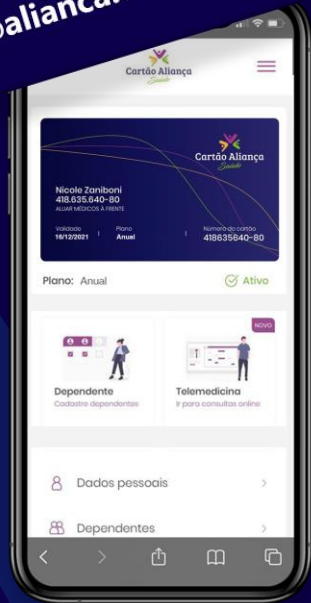 Cartão Aliança
Saúde
Cartão Aliança
Saúde
Nicole Zaniboni
418.635.640-80
ALIAR MÉDICOS À FRENTE
Validade
16/12/2021
Plano
Anual
Número do cartão
418635640-80
Plano: Anual
Ativo
NOVO
Dependente
Cadastre dependentes
Telemedicina
Ir para consultas online
Dados pessoais
Dependentes